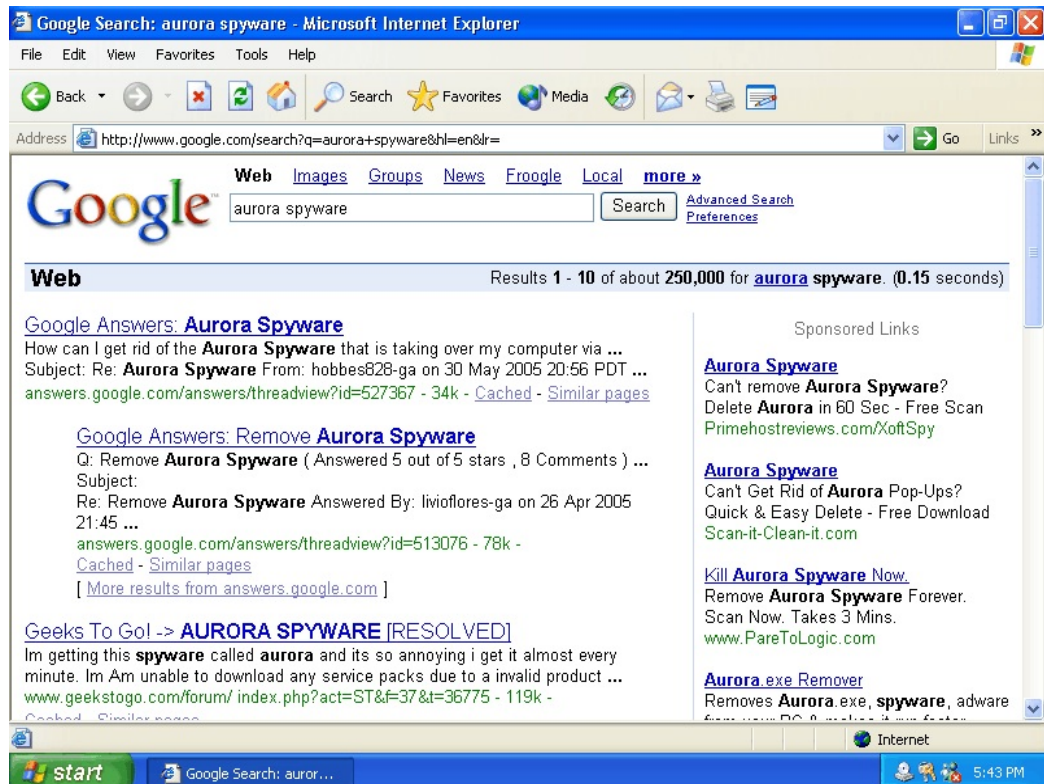 Google Search: aurora spyware - Microsoft Internet Explorer
File Edit View Favorites Tools Help
Back Search Favorites Media
Address http://www.google.com/search?q=aurora+spyware&hl=en&lr= Go Links »
Web Images Groups News Froogle Local more »
Google™
aurora spyware Search Advanced Search
Preferences
Web Results 1 - 10 of about 250,000 for aurora spyware. (0.15 seconds)
Google Answers: Aurora Spyware
How can I get rid of the Aurora Spyware that is taking over my computer via ...
Subject: Re: Aurora Spyware From: hobbes828-ga on 30 May 2005 20:56 PDT ...
answers.google.com/answers/threadview?id=527367 - 34k - Cached - Similar pages
Google Answers: Remove Aurora Spyware
Q: Remove Aurora Spyware ( Answered 5 out of 5 stars , 8 Comments ) ...
Subject:
Re: Remove Aurora Spyware Answered By: livioflores-ga on 26 Apr 2005
21:45 ...
answers.google.com/answers/threadview?id=513076 - 78k -
Cached - Similar pages
[ More results from answers.google.com ]
Geeks To Go! -> AURORA SPYWARE [RESOLVED]
Im getting this spyware called aurora and its so annoying i get it almost every
minute. Im Am unable to download any service packs due to a invalid product ...
www.geekstogo.com/forum/ index.php?act=ST&f=37&t=36775 - 119k -
Cached - Similar pages
Sponsored Links
Aurora Spyware
Can't remove Aurora Spyware?
Delete Aurora in 60 Sec - Free Scan
Primehostreviews.com/XoftSpy
Aurora Spyware
Can't Get Rid of Aurora Pop-Ups?
Quick & Easy Delete - Free Download
Scan-it-Clean-it.com
Kill Aurora Spyware Now.
Remove Aurora Spyware Forever.
Scan Now. Takes 3 Mins.
www.PareToLogic.com
Aurora.exe Remover
Removes Aurora.exe, spyware, adware
from your PC & makes it run faster
Internet
start Google Search: auror... 5:43 PM